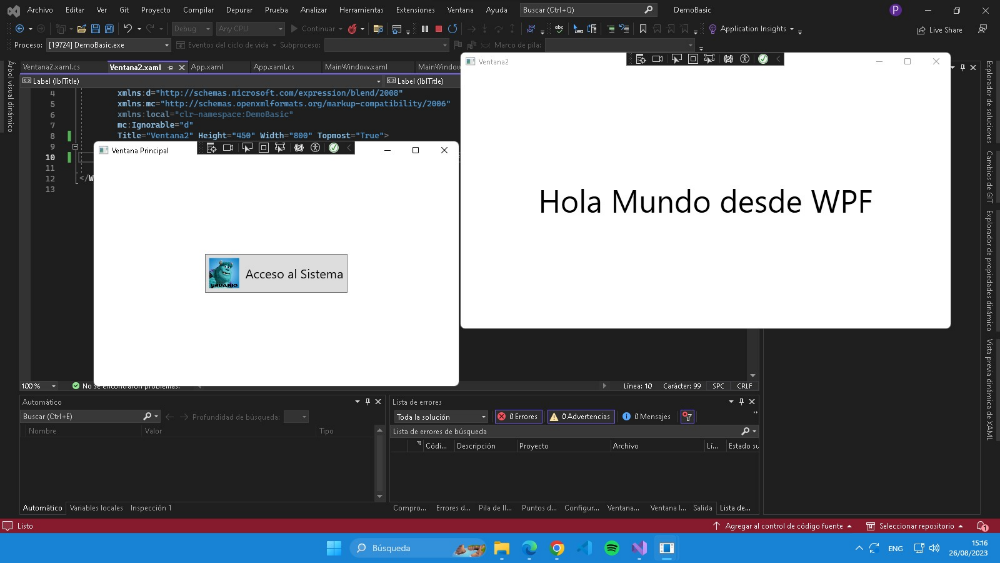 Archivo Editar Ver Git Proyecto Compilar Depurar Prueba Analizar Herramientas Extensiones Ventana Ayuda Buscar (Ctrl+Q) DemoBasic P
Debug Any CPU Continuar Application Insights Live Share
Proceso: [19724] DemoBasic.exe Eventos del ciclo de vida Subproceso: Marco de pila:
Ventana2.xaml.cs Ventana2.xaml App.xaml App.xaml.cs MainWindow.xaml MainWin
Label (lblTitle) Label (lblTitle)
4 xmlns:d="http://schemas.microsoft.com/expression/blend/2008"
5 xmlns:mc="http://schemas.openxmlformats.org/markup-compatibility/2006"
6 xmlns:local="clr-namespace:DemoBasic"
7 mc:Ignorable="d"
8 Title="Ventana2" Height="450" Width="800" Topmost="True">
9
10
11
12 </W
13
Ventana Principal
Acceso al Sistema
USUARIO
Ventana2
Hola Mundo desde WPF
100 % No se encontraron problemas. Línea: 10 Carácter: 99 SPC CRLF
Automático
Buscar (Ctrl+E) Profundidad de búsqueda:
Nombre Valor Tipo
Automático Variables locales Inspección 1
Lista de errores
Toda la solución 0 Errores 0 Advertencias 0 Mensajes
Lista de errores de búsqueda
Códi... Descripción Proyecto Archivo Lí... Estado su
Compro... Errores d... Pila de ll... Puntos d... Configur... Ventana... Ventana I... Salida Lista de...
Árbol visual dinámico
Explorador de soluciones
Cambios de GIT
Explorador de propiedades dinámico
Vista previa dinámica de XAML
Listo Agregar al control de código fuente Seleccionar repositorio
Búsqueda ENG 15:16
26/08/2023